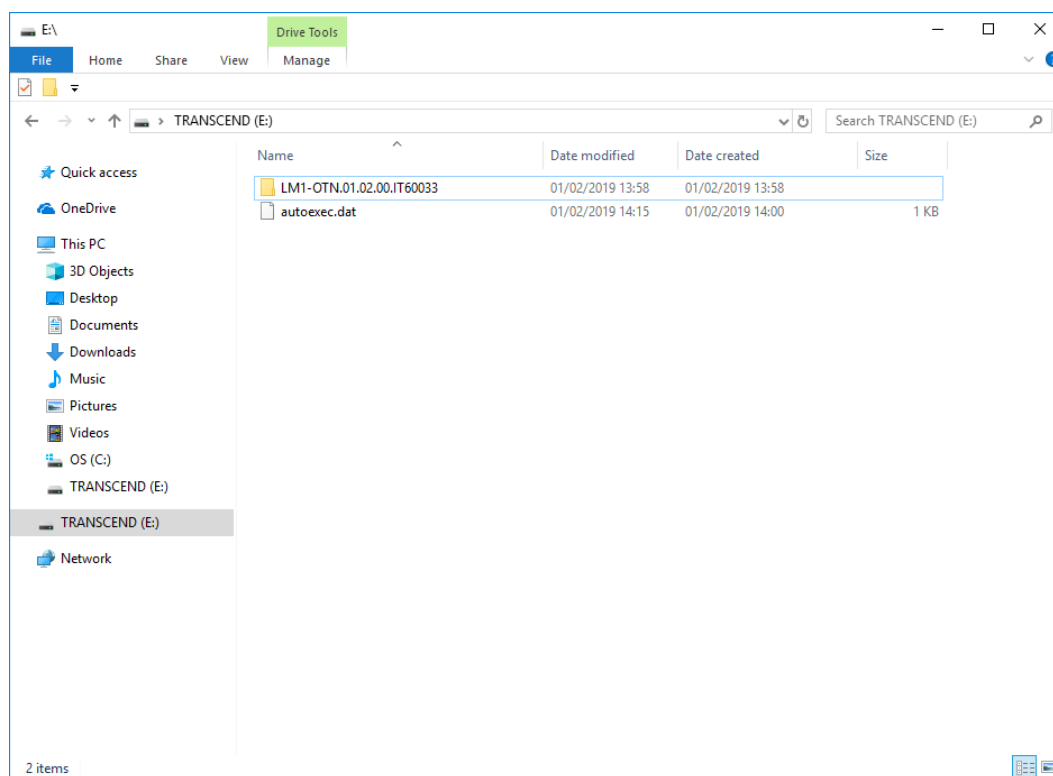 E:\
Drive Tools
File Home Share View Manage
TRANSCEND (E:)
Search TRANSCEND (E:)
Name Date modified Date created Size
LM1-OTN.01.02.00.IT60033 01/02/2019 13:58 01/02/2019 13:58
autoexec.dat 01/02/2019 14:15 01/02/2019 14:00 1 KB
Quick access
OneDrive
This PC
3D Objects
Desktop
Documents
Downloads
Music
Pictures
Videos
OS (C:)
TRANSCEND (E:)
TRANSCEND (E:)
Network
2 items